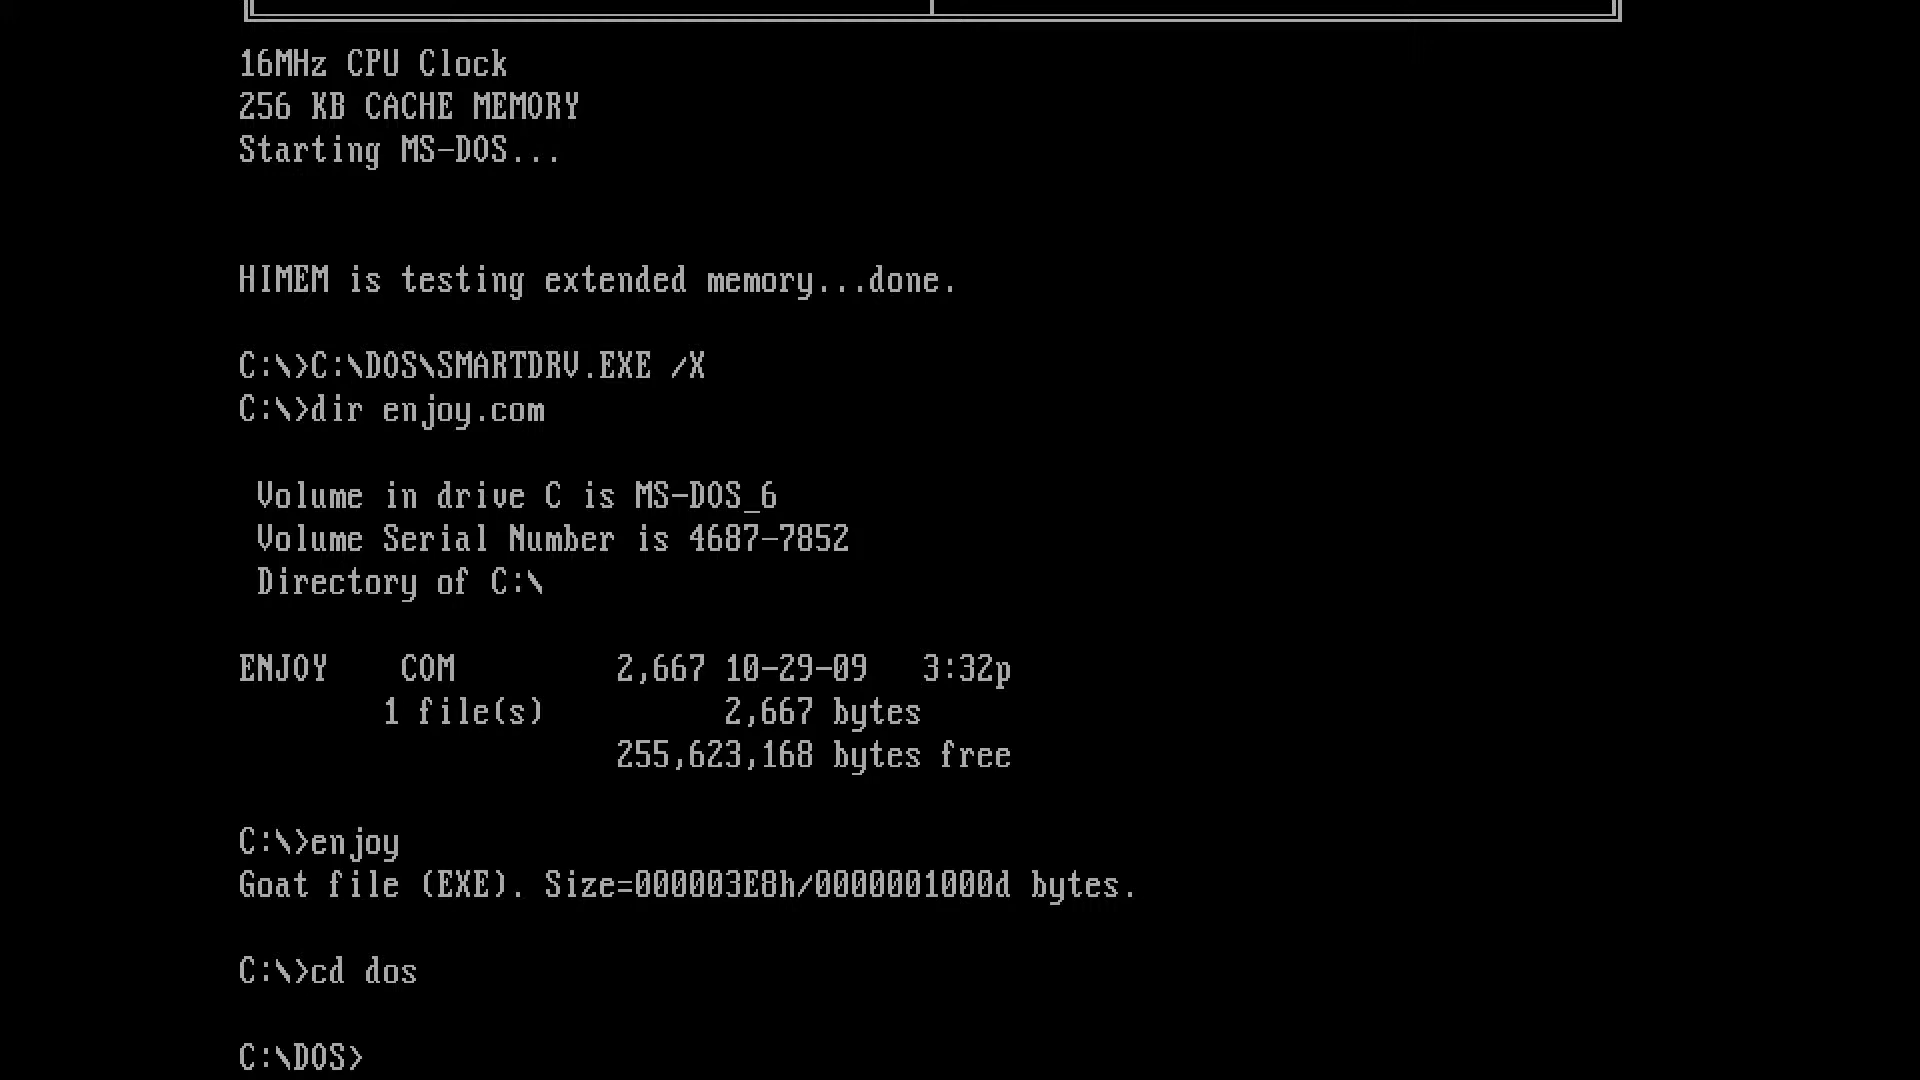 16MHz CPU Clock
256 KB CACHE MEMORY
Starting MS-DOS...
HIMEM is testing extended memory...done.
C:\>C:\DOS\SMARTDRV.EXE /X
C:\>dir enjoy.com
Volume in drive C is MS-DOS_6
Volume Serial Number is 4687-7852
Directory of C:\
ENJOY    COM         2,667 10-29-09   3:32p
1 file(s)          2,667 bytes
255,623,168 bytes free
C:\>enjoy
Goat file (EXE). Size=000003E8h/0000001000d bytes.
C:\>cd dos
C:\DOS>